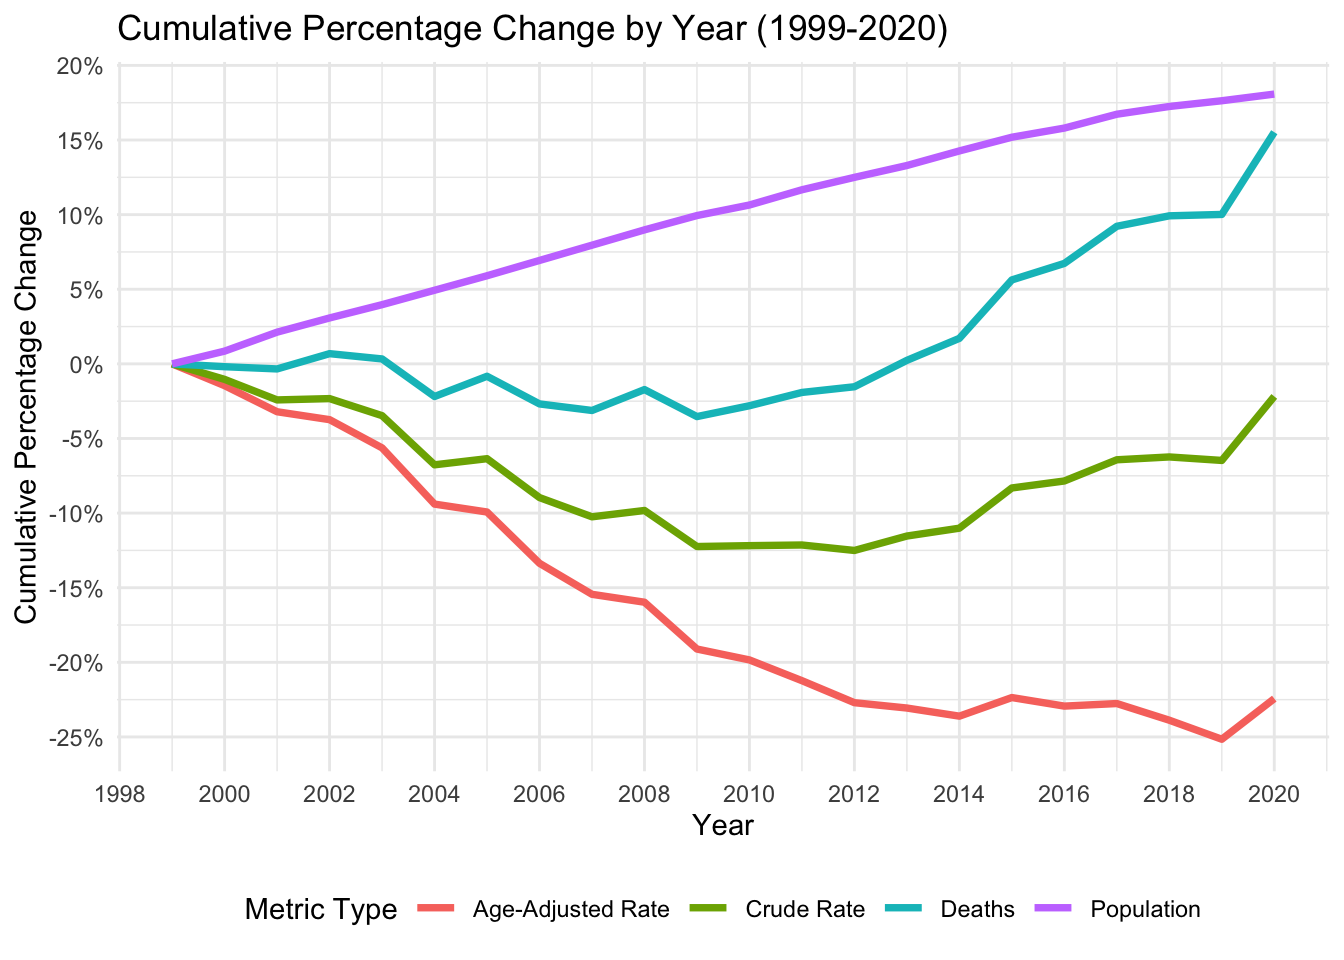 Cumulative Percentage Change by Year (1999-2020)
Cumulative Percentage Change
20%
15%
10%
5%
0%
-5%
-10%
-15%
-20%
-25%
1998 2000 2002 2004 2006 2008 2010 2012 2014 2016 2018 2020
Year
Metric Type Age-Adjusted Rate Crude Rate Deaths Population